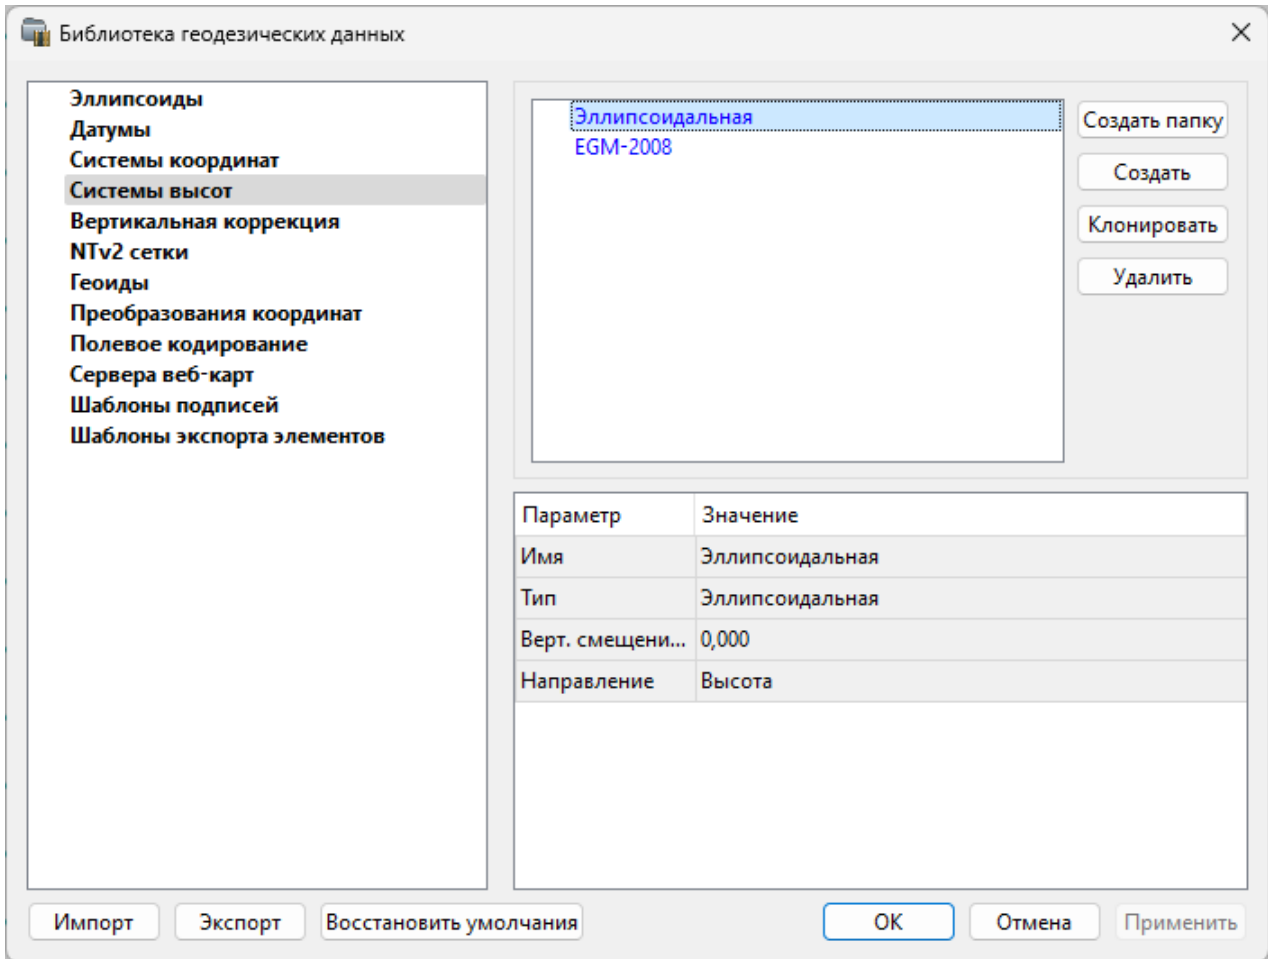 Библиотека геодезических данных
Эллипсоиды
Датумы
Системы координат
Системы высот
Вертикальная коррекция
NTv2 сетки
Геоиды
Преобразования координат
Полевое кодирование
Сервера веб-карт
Шаблоны подписей
Шаблоны экспорта элементов
Эллипсоидальная
EGM-2008
Создать папку
Создать
Клонировать
Удалить
Параметр Значение
Имя Эллипсоидальная
Тип Эллипсоидальная
Верт. смещени... 0,000
Направление Высота
Импорт Экспорт Восстановить умолчания OK Отмена Применить